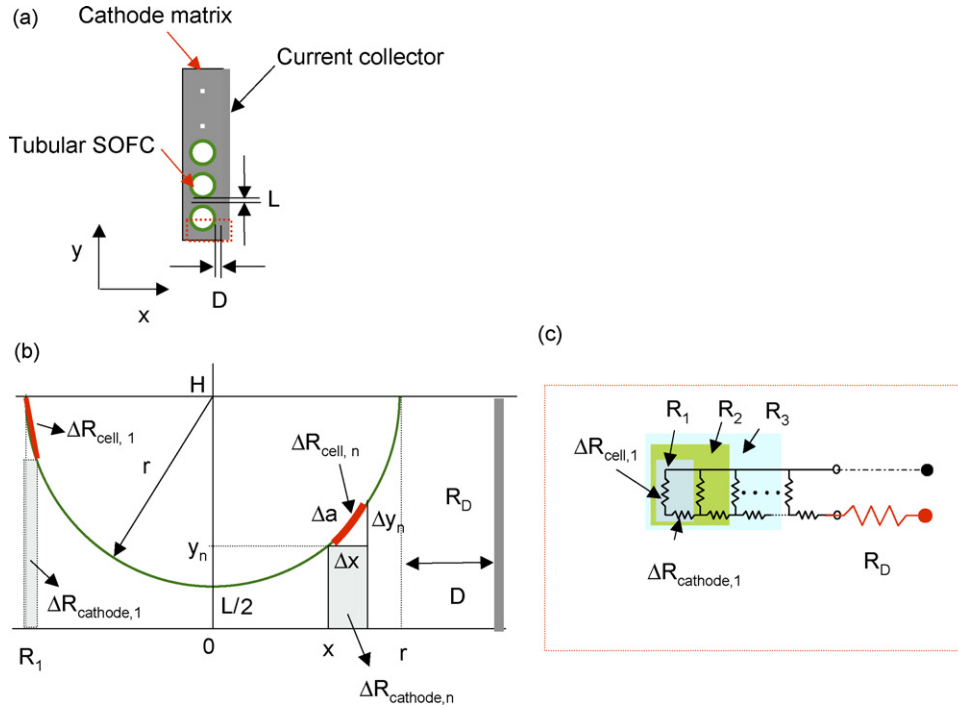 (a)
Cathode matrix
Current collector
Tubular SOFC
L
y
x
D
(b)
H
ΔR_cell, 1
r
ΔR_cell, n
Δa
Δy_n
R_D
y_n
Δx
D
ΔR_cathode,1
L/2
R_1
0
x
r
ΔR_cathode,n
(c)
R_1
R_2
R_3
ΔR_cell,1
ΔR_cathode,1
R_D